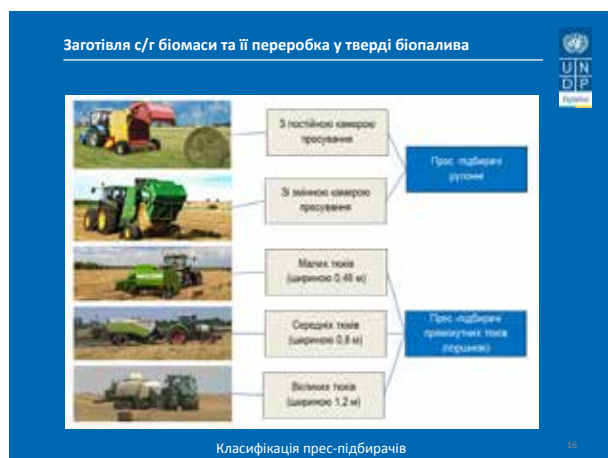 Заготівля с/г біомаси та її переробка у тверді біопалива
U N
D P
З постійною камерою
пресування
Зі змінною камерою
пресування
Прес -підбирачі
рулонні
Малих тюків
(шириною 0,46 м)
Середніх тюків
(шириною 0,8 м)
Великих тюків
(шириною 1,2 м)
Прес -підбирачі
прямокутних тюків
(поршневі)
Класифікація прес-підбирачів
16